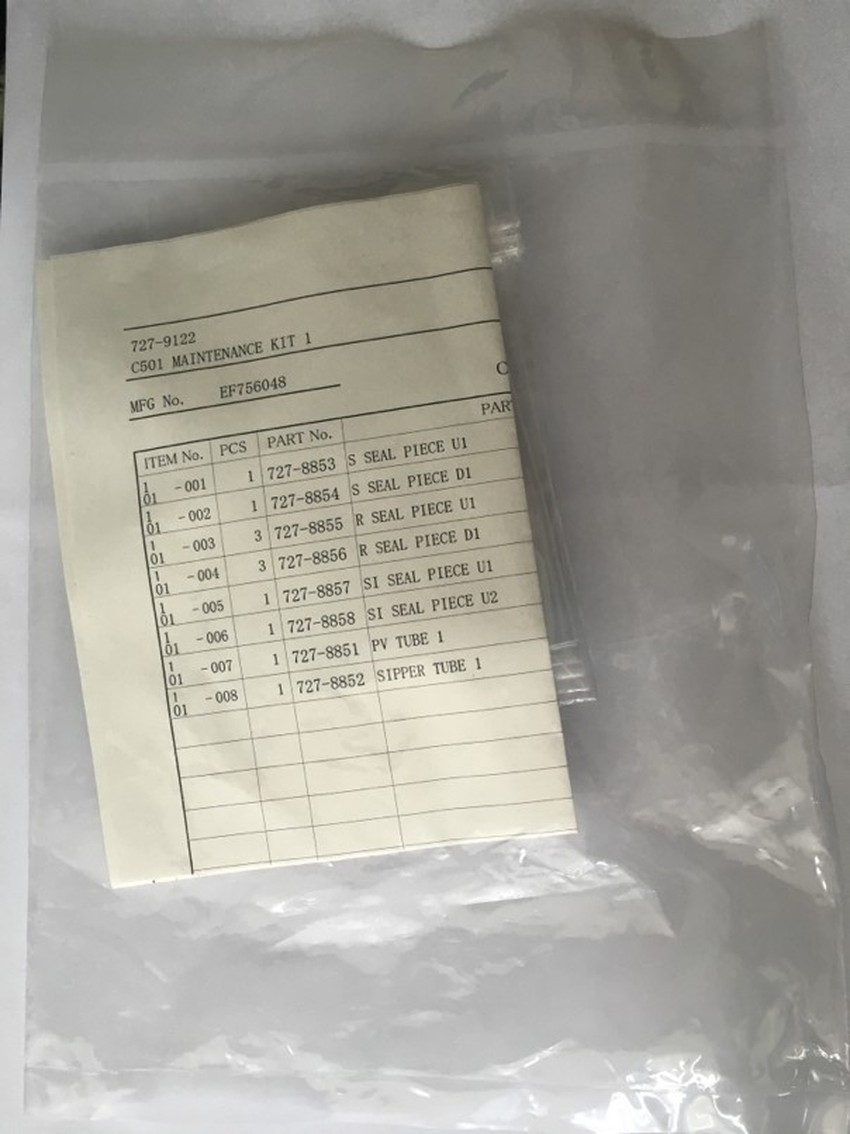 727-9122
C501 MAINTENANCE KIT 1
MFG No. EF756048
C
PAR
ITEM No. PCS PART No.
1
01 -001 1 727-8853 S SEAL PIECE U1
1
01 -002 1 727-8854 S SEAL PIECE D1
1
01 -003 3 727-8855 R SEAL PIECE U1
1
01 -004 3 727-8856 R SEAL PIECE D1
1
01 -005 1 727-8857 SI SEAL PIECE U1
1
01 -006 1 727-8858 SI SEAL PIECE U2
1
01 -007 1 727-8851 PV TUBE 1
1
01 -008 1 727-8852 SIPPER TUBE 1